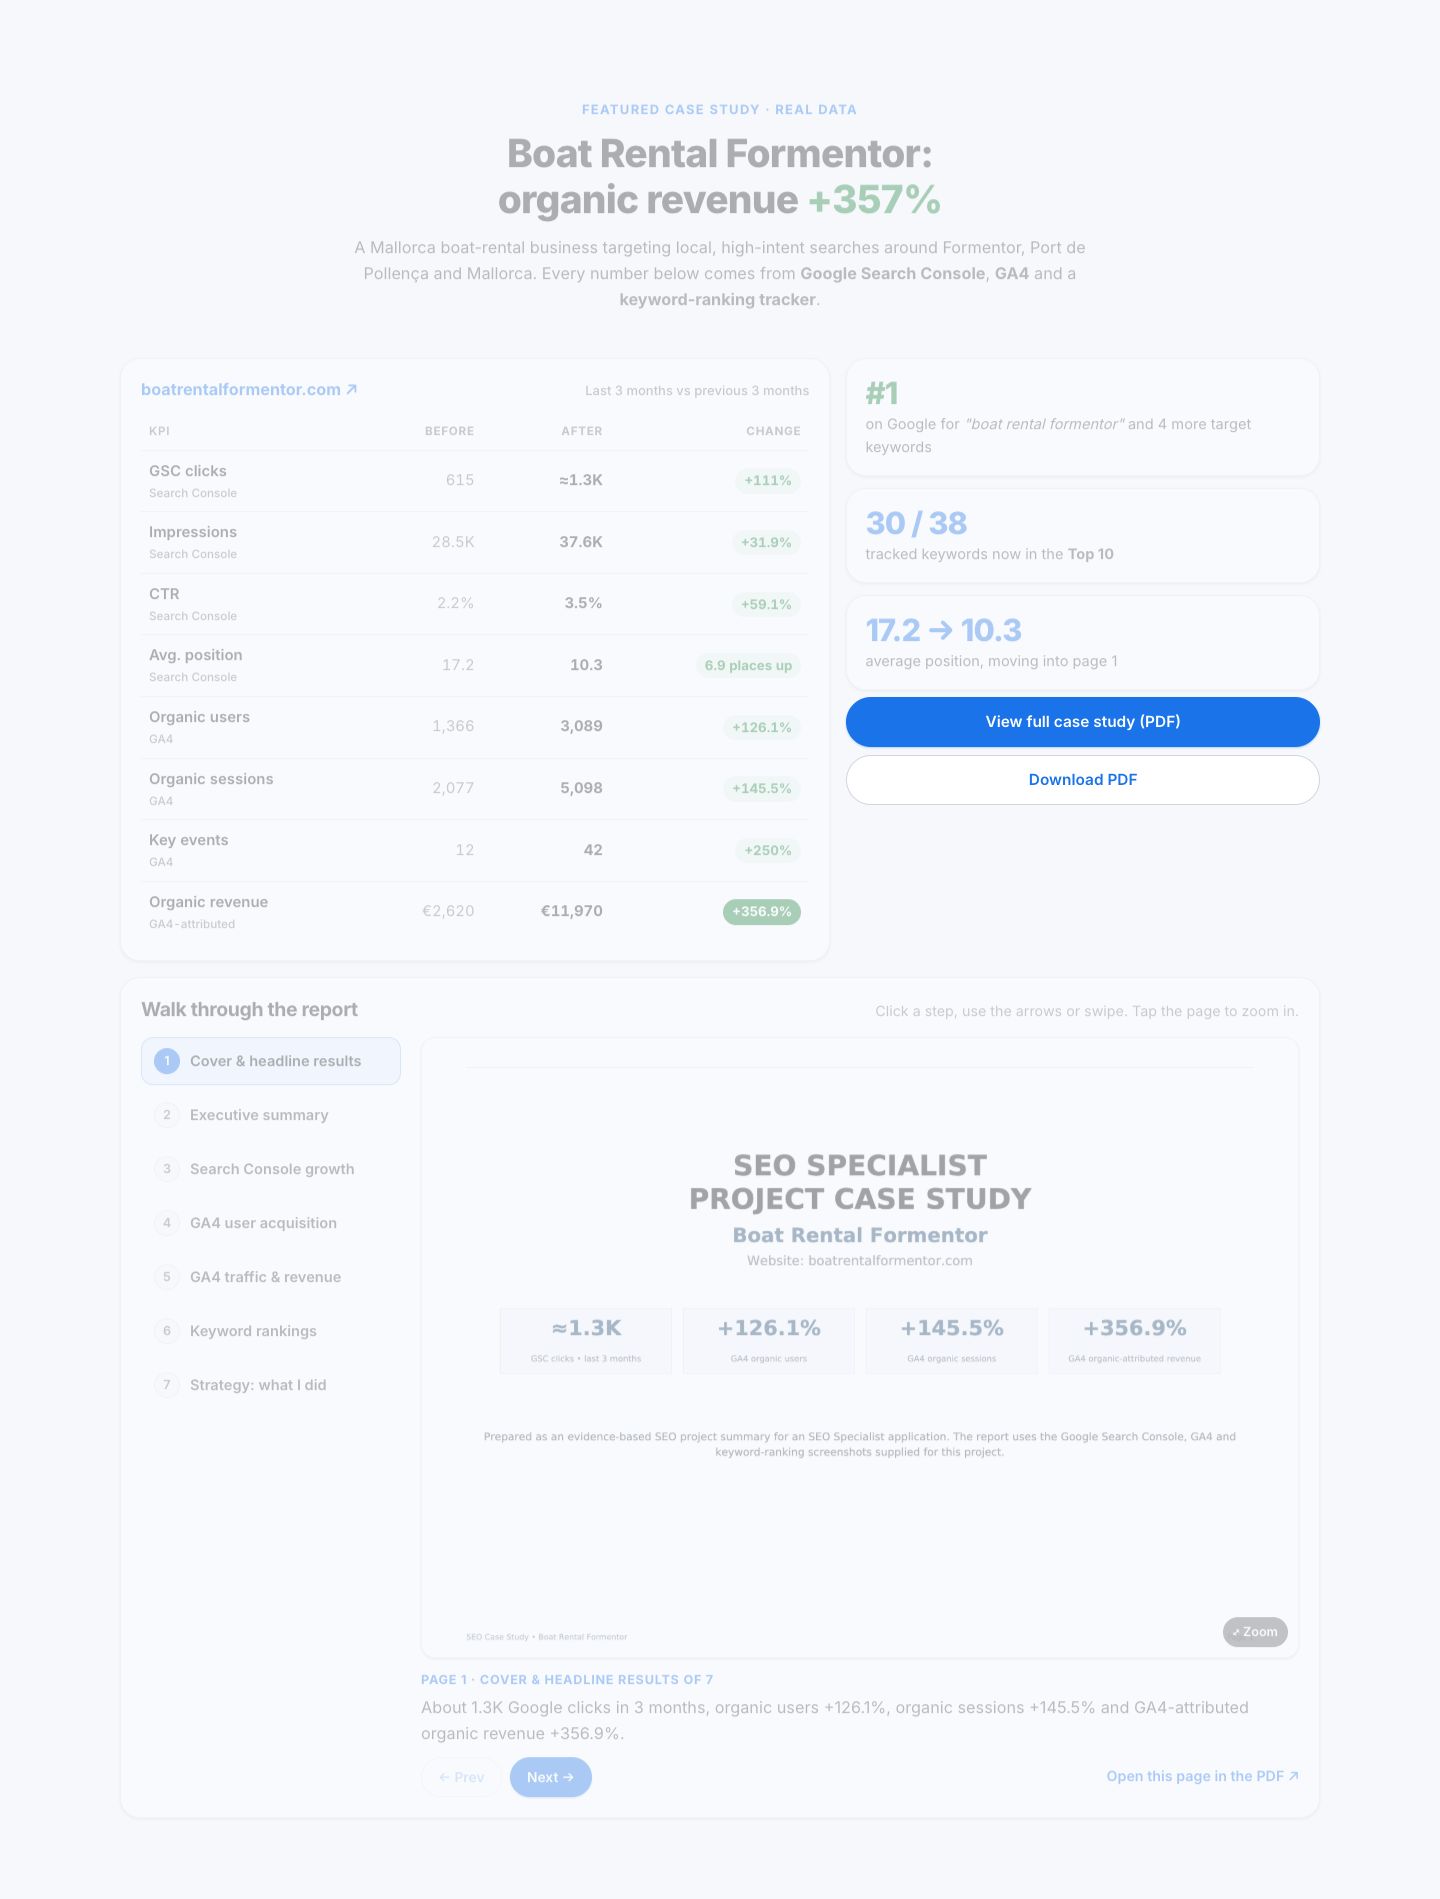 FEATURED CASE STUDY · REAL DATA
Boat Rental Formentor:
organic revenue +357%
A Mallorca boat-rental business targeting local, high-intent searches around Formentor, Port de
Pollença and Mallorca. Every number below comes from Google Search Console, GA4 and a
keyword-ranking tracker.
boatrentalformentor.com ↗
Last 3 months vs previous 3 months
KPI BEFORE AFTER CHANGE
GSC clicks
Search Console
615 ≈1.3K +111%
Impressions
Search Console
28.5K 37.6K +31.9%
CTR
Search Console
2.2% 3.5% +59.1%
Avg. position
Search Console
17.2 10.3 6.9 places up
Organic users
GA4
1,366 3,089 +126.1%
Organic sessions
GA4
2,077 5,098 +145.5%
Key events
GA4
12 42 +250%
Organic revenue
GA4-attributed
€2,620 €11,970 +356.9%
#1
on Google for "boat rental formentor" and 4 more target
keywords
30 / 38
tracked keywords now in the Top 10
17.2 → 10.3
average position, moving into page 1
View full case study (PDF)
Download PDF
Walk through the report
Click a step, use the arrows or swipe. Tap the page to zoom in.
1 Cover & headline results
2 Executive summary
3 Search Console growth
4 GA4 user acquisition
5 GA4 traffic & revenue
6 Keyword rankings
7 Strategy: what I did
SEO SPECIALIST
PROJECT CASE STUDY
Boat Rental Formentor
Website: boatrentalformentor.com
≈1.3K
GSC clicks • last 3 months
+126.1%
GA4 organic users
+145.5%
GA4 organic sessions
+356.9%
GA4 organic-attributed revenue
Prepared as an evidence-based SEO project summary for an SEO Specialist application. The report uses the Google Search Console, GA4 and
keyword-ranking screenshots supplied for this project.
SEO Case Study • Boat Rental Formentor
⤢ Zoom
PAGE 1 · COVER & HEADLINE RESULTS OF 7
About 1.3K Google clicks in 3 months, organic users +126.1%, organic sessions +145.5% and GA4-attributed
organic revenue +356.9%.
← Prev
Next →
Open this page in the PDF ↗